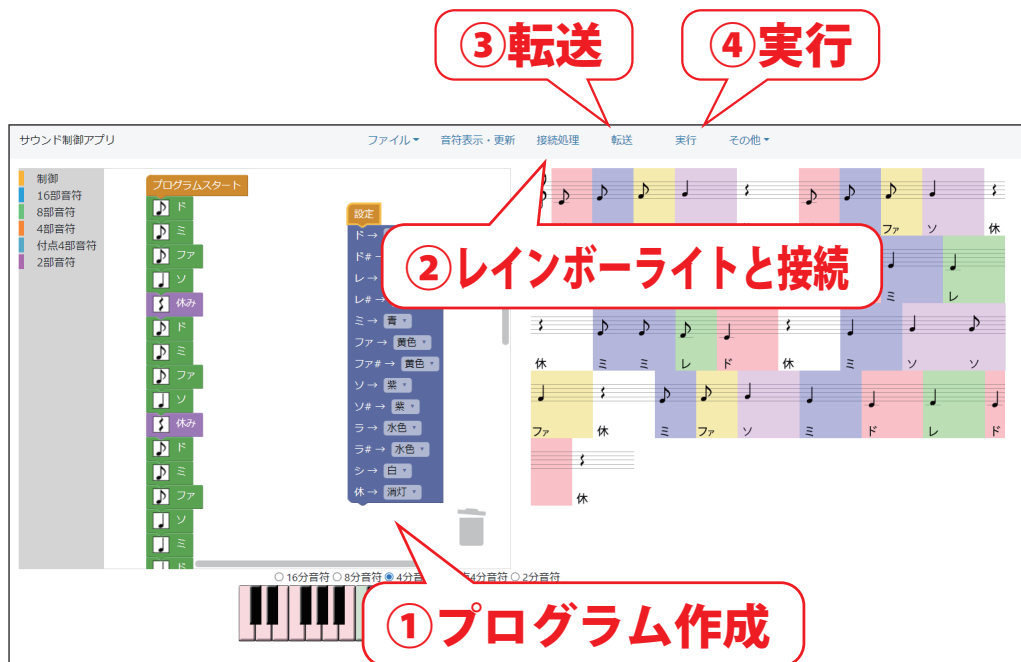 ③転送
④実行
サウンド制御アプリ
ファイル
音符表示・更新
接続処理
転送
実行
その他
制御
16部音符
8部音符
4部音符
付点4部音符
2部音符
プログラムスタート
ド
ミ
ファ
ソ
休み
ド
ミ
ファ
ソ
休み
ド
ミ
ファ
ソ
ミ
設定
ド→
ド#
レ→
レ#→
ミ→ 青
ファ→ 黄色
ファ#→ 黄色
ソ→ 紫
ソ#→ 紫
ラ→ 水色
ラ#→ 水色
シ→ 白
休→ 消灯
②レインボーライトと接続
ファ ソ 休
ミ レ
休 ミ ミ レ ド 休 ミ ソ ソ
ファ 休 ミ ファ ソ ミ ド レ ド
休
16分音符 8分音符 4分音 4分音符 2分音符
①プログラム作成